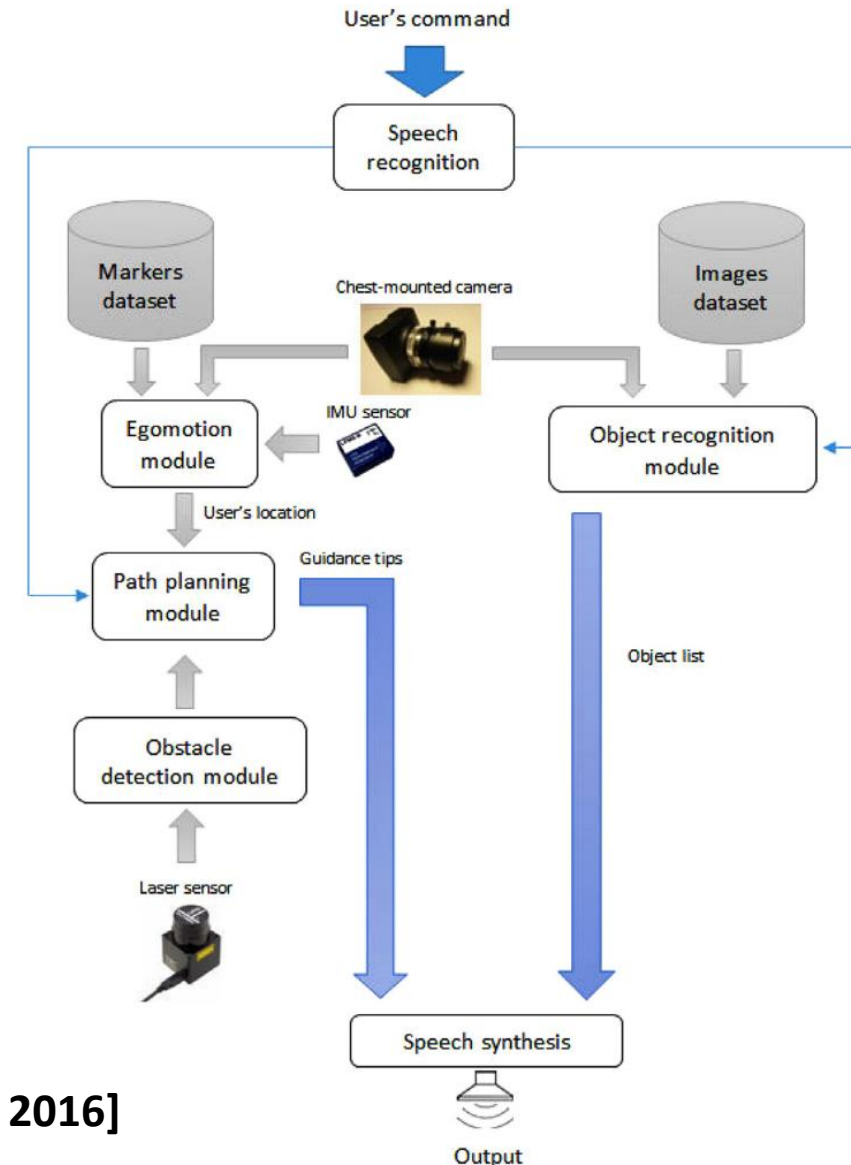 User's command
Speech
recognition
Markers
dataset
Images
dataset
Chest-mounted camera
IMU sensor
Egomotion
module
Object recognition
module
User's location
Guidance tips
Path planning
module
Object list
Obstacle
detection module
Laser sensor
Speech synthesis
2016]
Output